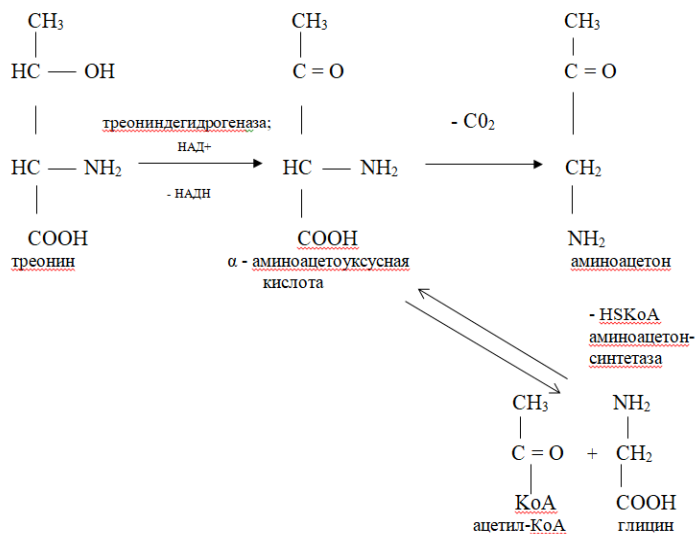 CH3 CH3 CH3
HC — OH C = O C = O
треониндегидрогеназа;
НАД+
- C02
HC — NH2 HC — NH2 CH2
- НАДН
COOH COOH NH2
треонин α - аминоацетоуксусная кислота аминоацетон
- HSKoA
аминоацетон-
синтетаза
CH3 NH2
C = O + CH2
KoA COOH
ацетил-КоА глицин